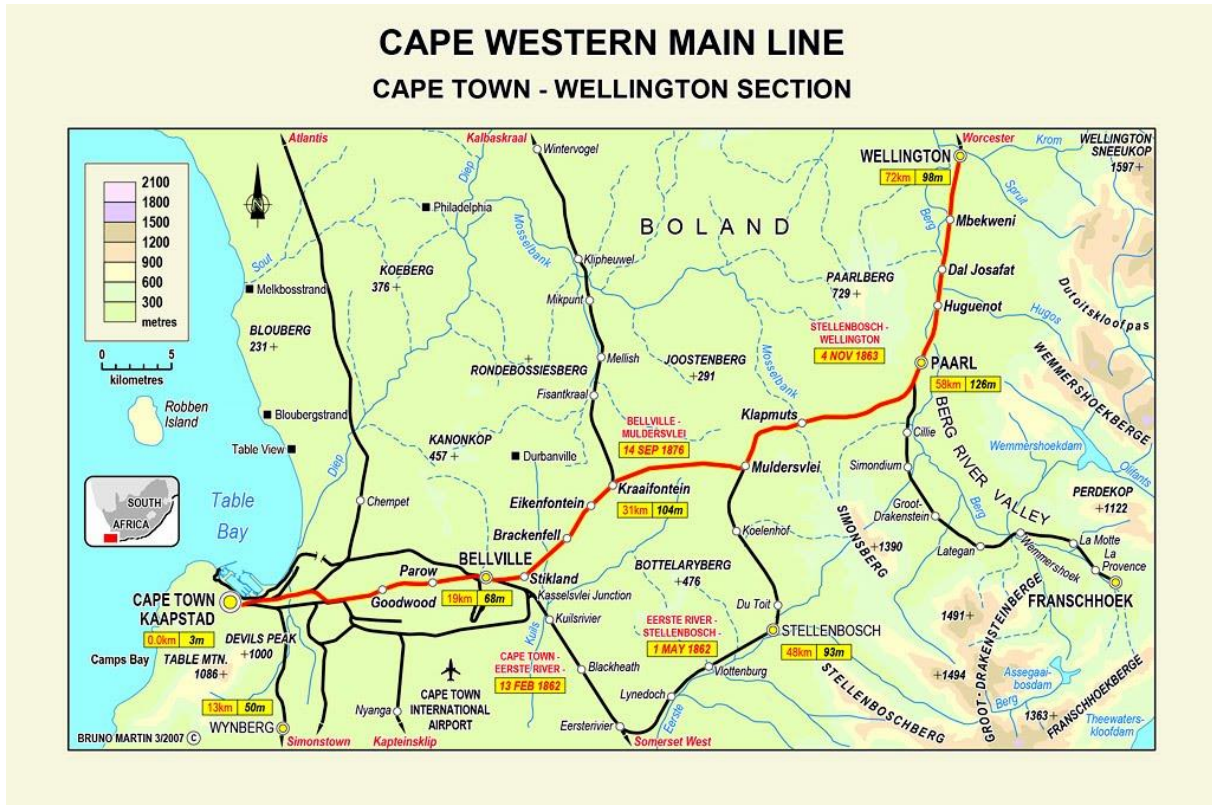 CAPE WESTERN MAIN LINE
CAPE TOWN - WELLINGTON SECTION
Atlantis
Kalbaskraal
Worcester
Wintervogel
WELLINGTON
72km 98m
Krom
WELLINGTON
SNEEUKOP
1597+
2100
1800
1500
1200
900
600
300
metres
0 5
kilometres
N
Diep
Philadelphia
Mosselbank
BOLAND
Berg
Spruit
Mbekweni
Sout
KOEBERG
376+
Klipheuwel
PAARLBERG
729+
Dal Josafat
Melkbosstrand
Mikpunt
Huguenot
Hugos
Dutoitskloofpas
BLOUBERG
231+
STELLENBOSCH -
WELLINGTON
4 NOV 1863
Mellish
RONDEBOSSIESBERG
JOOSTENBERG
+291
Mosselbank
PAARL
58km 126m
WEMMERSHOEKBERGE
Fisantkraal
Robben
Island
Bloubergstrand
Klapmuts
BELLVILLE -
MULDERSVLEI
14 SEP 1876
Cillie
BERG RIVER VALLEY
Wemmershoekdam
Table View
Diep
KANONKOP
457+
Durbanville
Muldersvlei
Simondium
Olifants
SOUTH
AFRICA
Table
Bay
Chempet
Eikenfontein
Kraaifontein
31km 104m
SIMONSBERG
+1390
Groot-
Drakenstein
Berg
PERDEKOP
+1122
Brackenfell
Koelenhof
Lategan
Wemmershoek
La Motte
La
Provence
BELLVILLE
19km 68m
Parow
Goodwood
Stikland
Kasselsvlei Junction
BOTTELARYBERG
+476
FRANSCHHOEK
CAPE TOWN
KAAPSTAD
0.0km 3m
Kuils
Kuilsrivier
Du Toit
1491+
DEVILS PEAK
+1000
EERSTE RIVER -
STELLENBOSCH -
1 MAY 1862
STELLENBOSCH
48km 93m
Camps Bay
TABLE MTN.
1086+
CAPE TOWN -
EERSTE RIVER -
13 FEB 1862
Blackheath
Vlottenburg
+1494
GROOT-DRAKENSTEINBERGE
Assegaai-
bosdam
CAPE TOWN
INTERNATIONAL
AIRPORT
Lynedoch
STELLENBOSCHBERG
Berg
13km 50m
WYNBERG
Nyanga
Eersterivier
Eerste
1363+
FRANSCHHOEKBERGE
Theewaters-
kloofdam
BRUNO MARTIN 3/2007 ©
Simonstown
Kapteinsklip
Somerset West